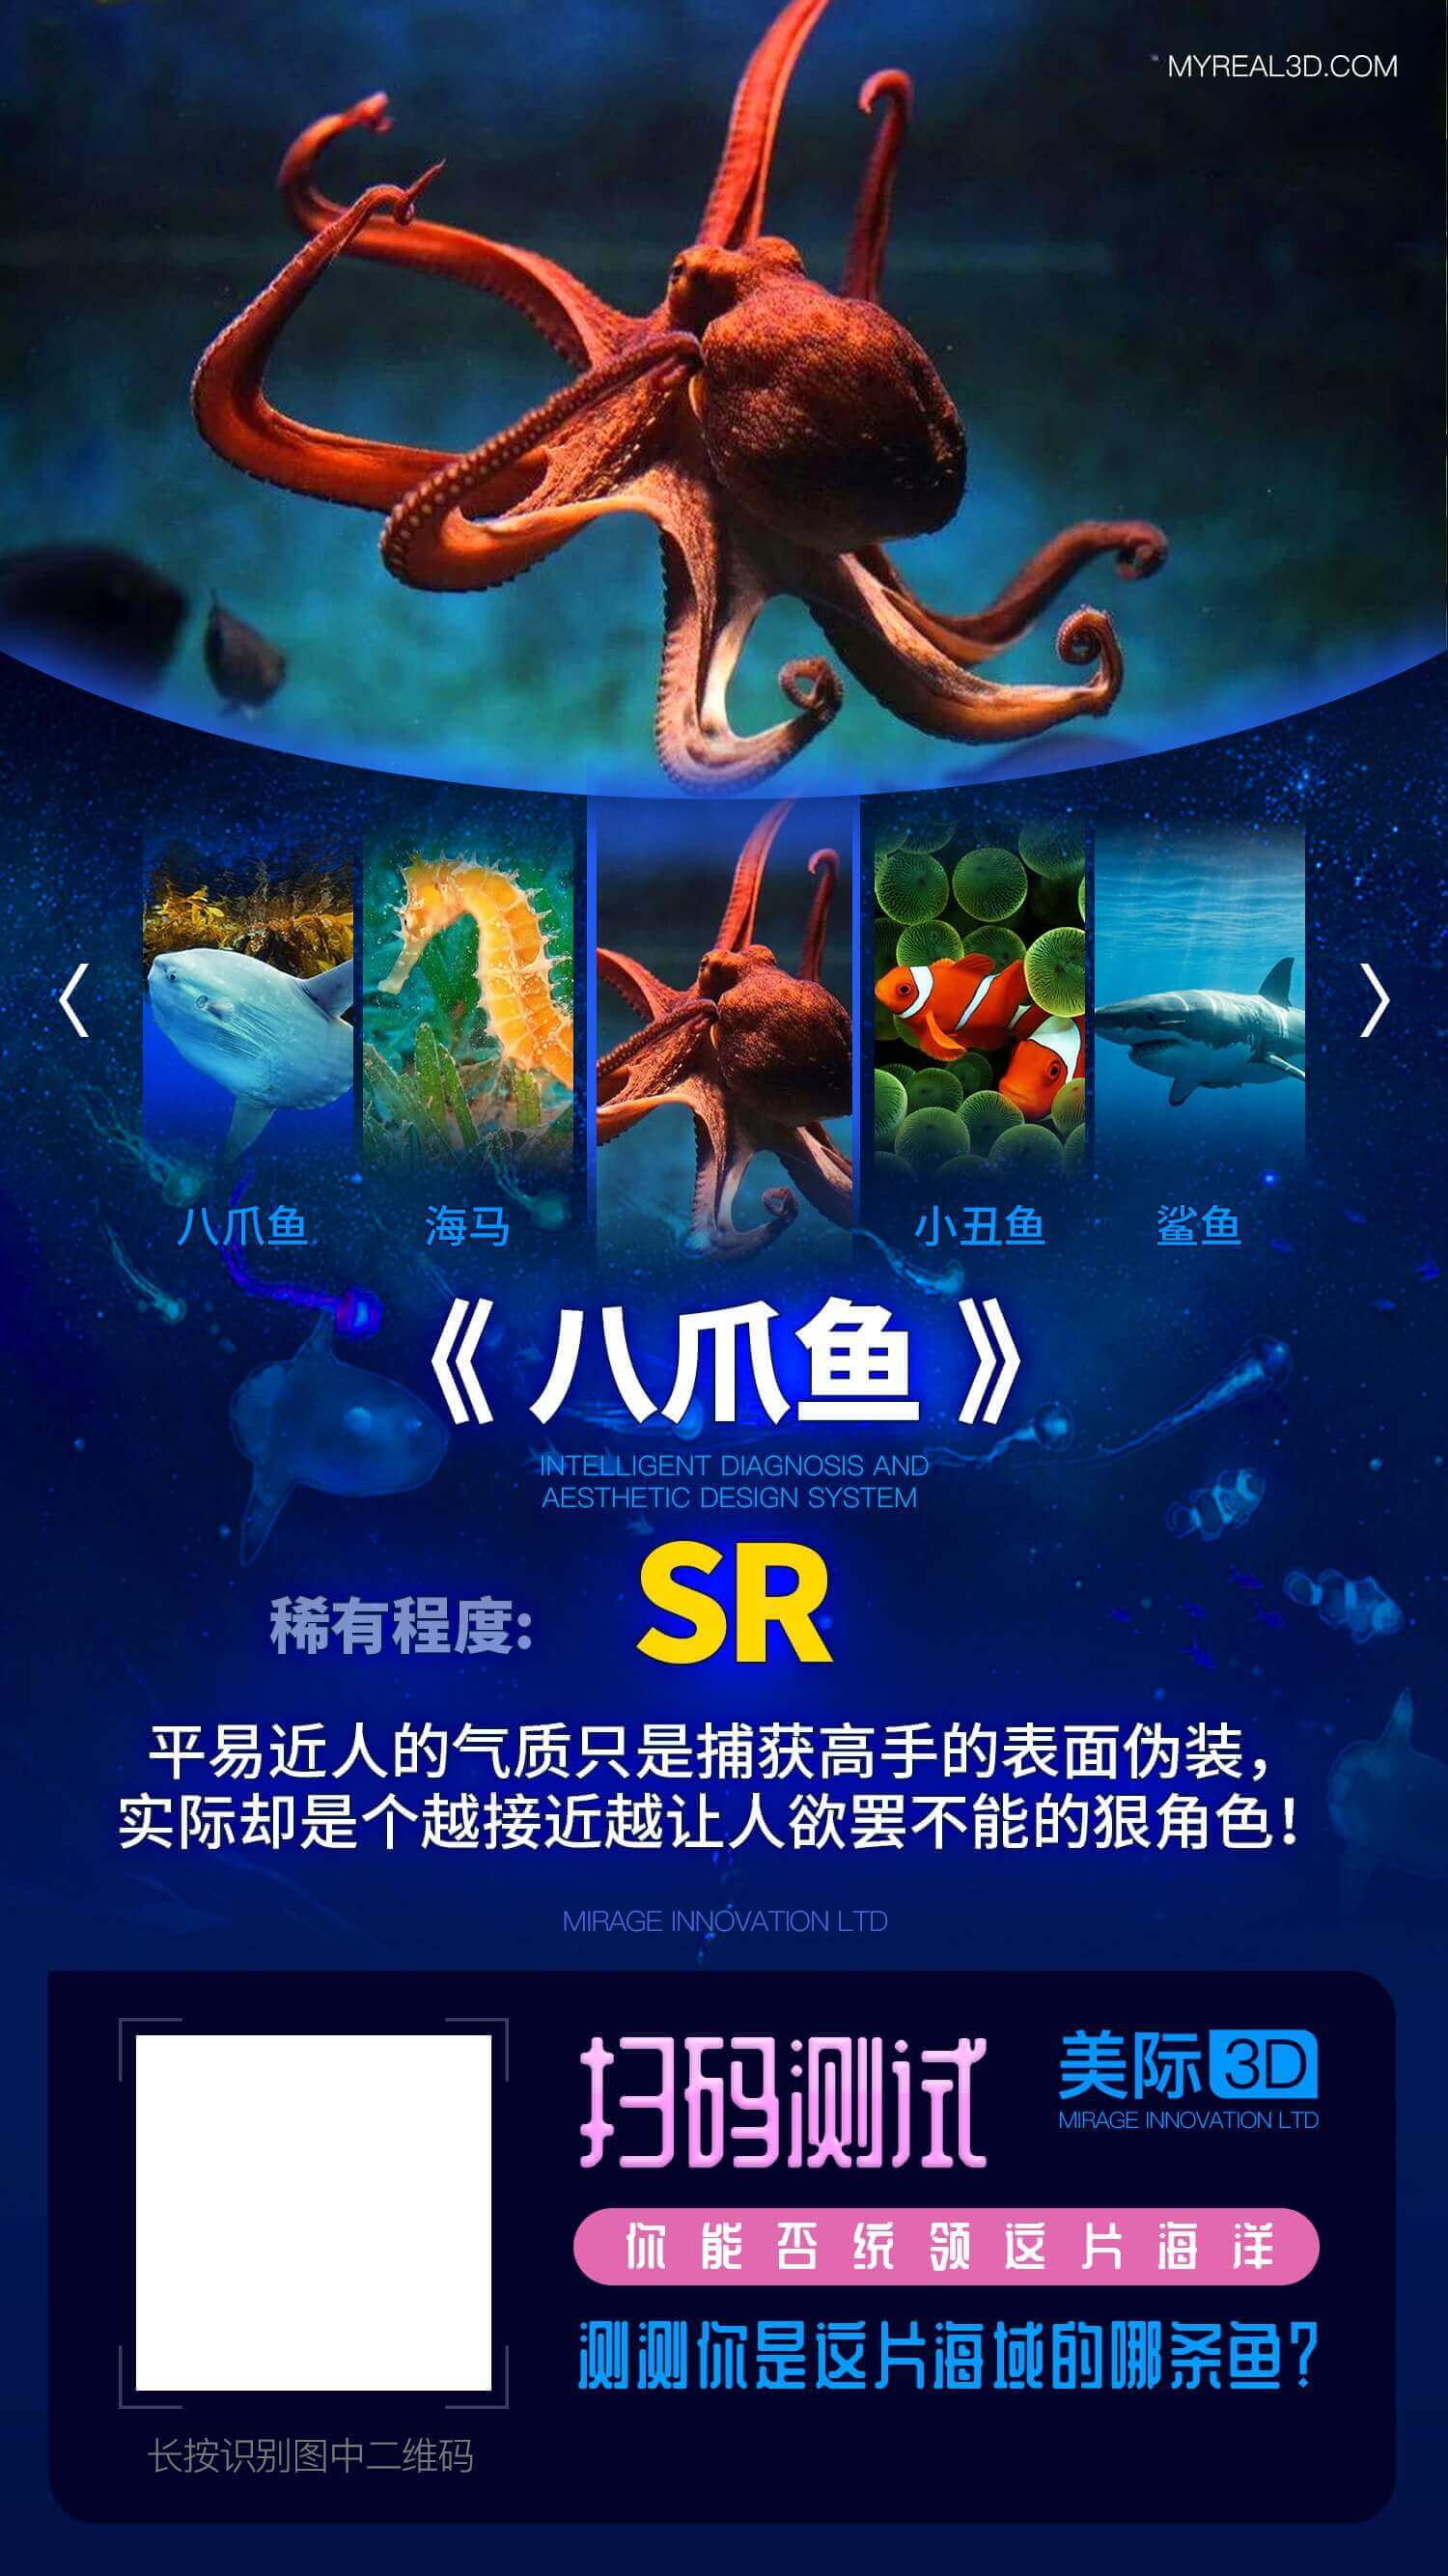 MYREAL3D.COM
八爪鱼
海马
小丑鱼
鲨鱼
《八爪鱼》
INTELLIGENT DIAGNOSIS AND
AESTHETIC DESIGN SYSTEM
稀有程度:
SR
平易近人的气质只是捕获高手的表面伪装，
实际却是个越接近越让人欲罢不能的狠角色！
MIRAGE INNOVATION LTD
扫码测试
美际3D
MIRAGE INNOVATION LTD
你能否统领这片海洋
测测你是这片海域的哪条鱼？
长按识别图中二维码